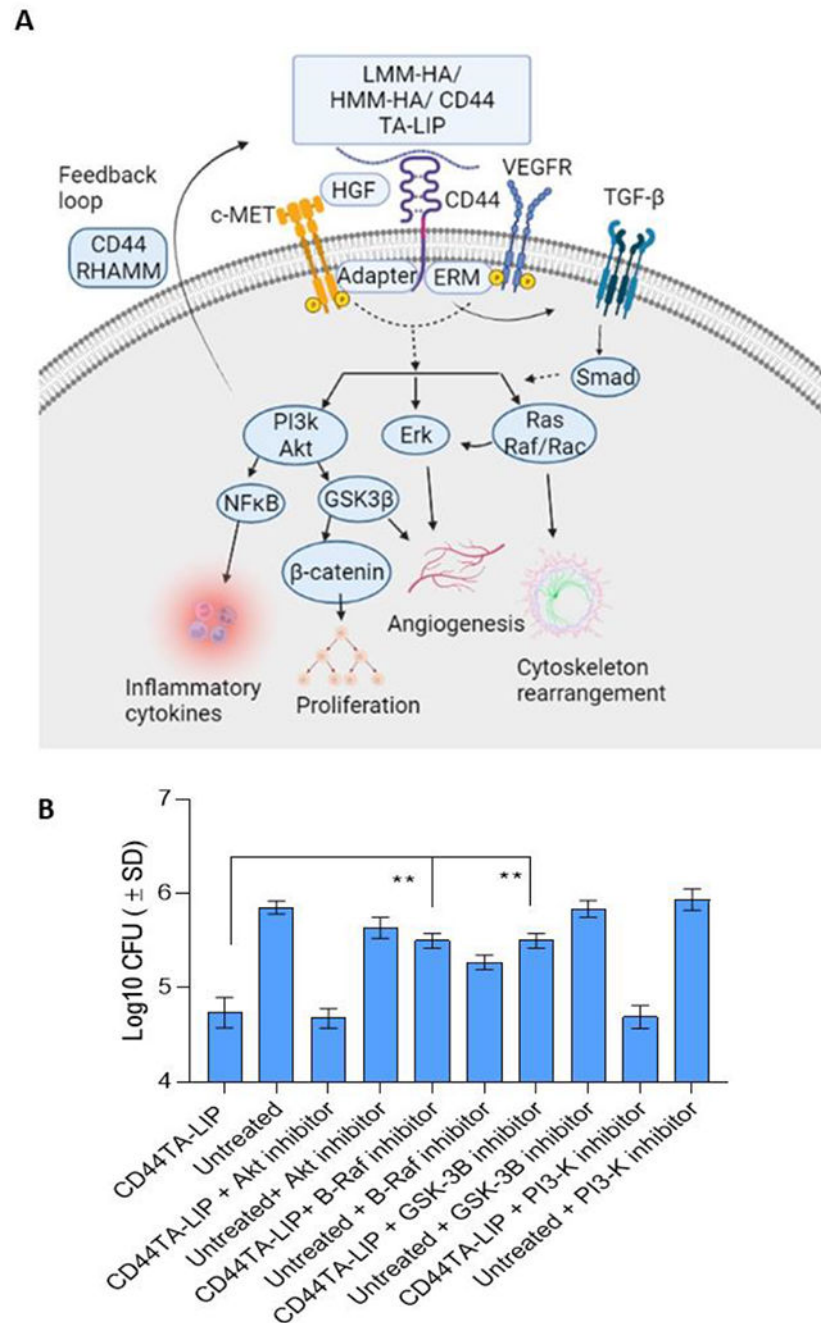 A
LMM-HA/
HMM-HA/ CD44
TA-LIP
Feedback
loop
CD44
RHAMM
c-MET
HGF
CD44
VEGFR
TGF-β
Adapter
ERM
Smad
PI3k
Akt
Erk
Ras
Raf/Rac
NFκB
GSK3β
β-catenin
Angiogenesis
Inflammatory
cytokines
Proliferation
Cytoskeleton
rearrangement
B
Log10 CFU ( ± SD)
7
6
5
4
**
**
CD44TA-LIP
Untreated
CD44TA-LIP + Akt inhibitor
Untreated+ Akt inhibitor
CD44TA-LIP+ B-Raf inhibitor
Untreated + B-Raf inhibitor
CD44TA-LIP + GSK-3B inhibitor
Untreated + GSK-3B inhibitor
CD44TA-LIP + PI3-K inhibitor
Untreated + PI3-K inhibitor